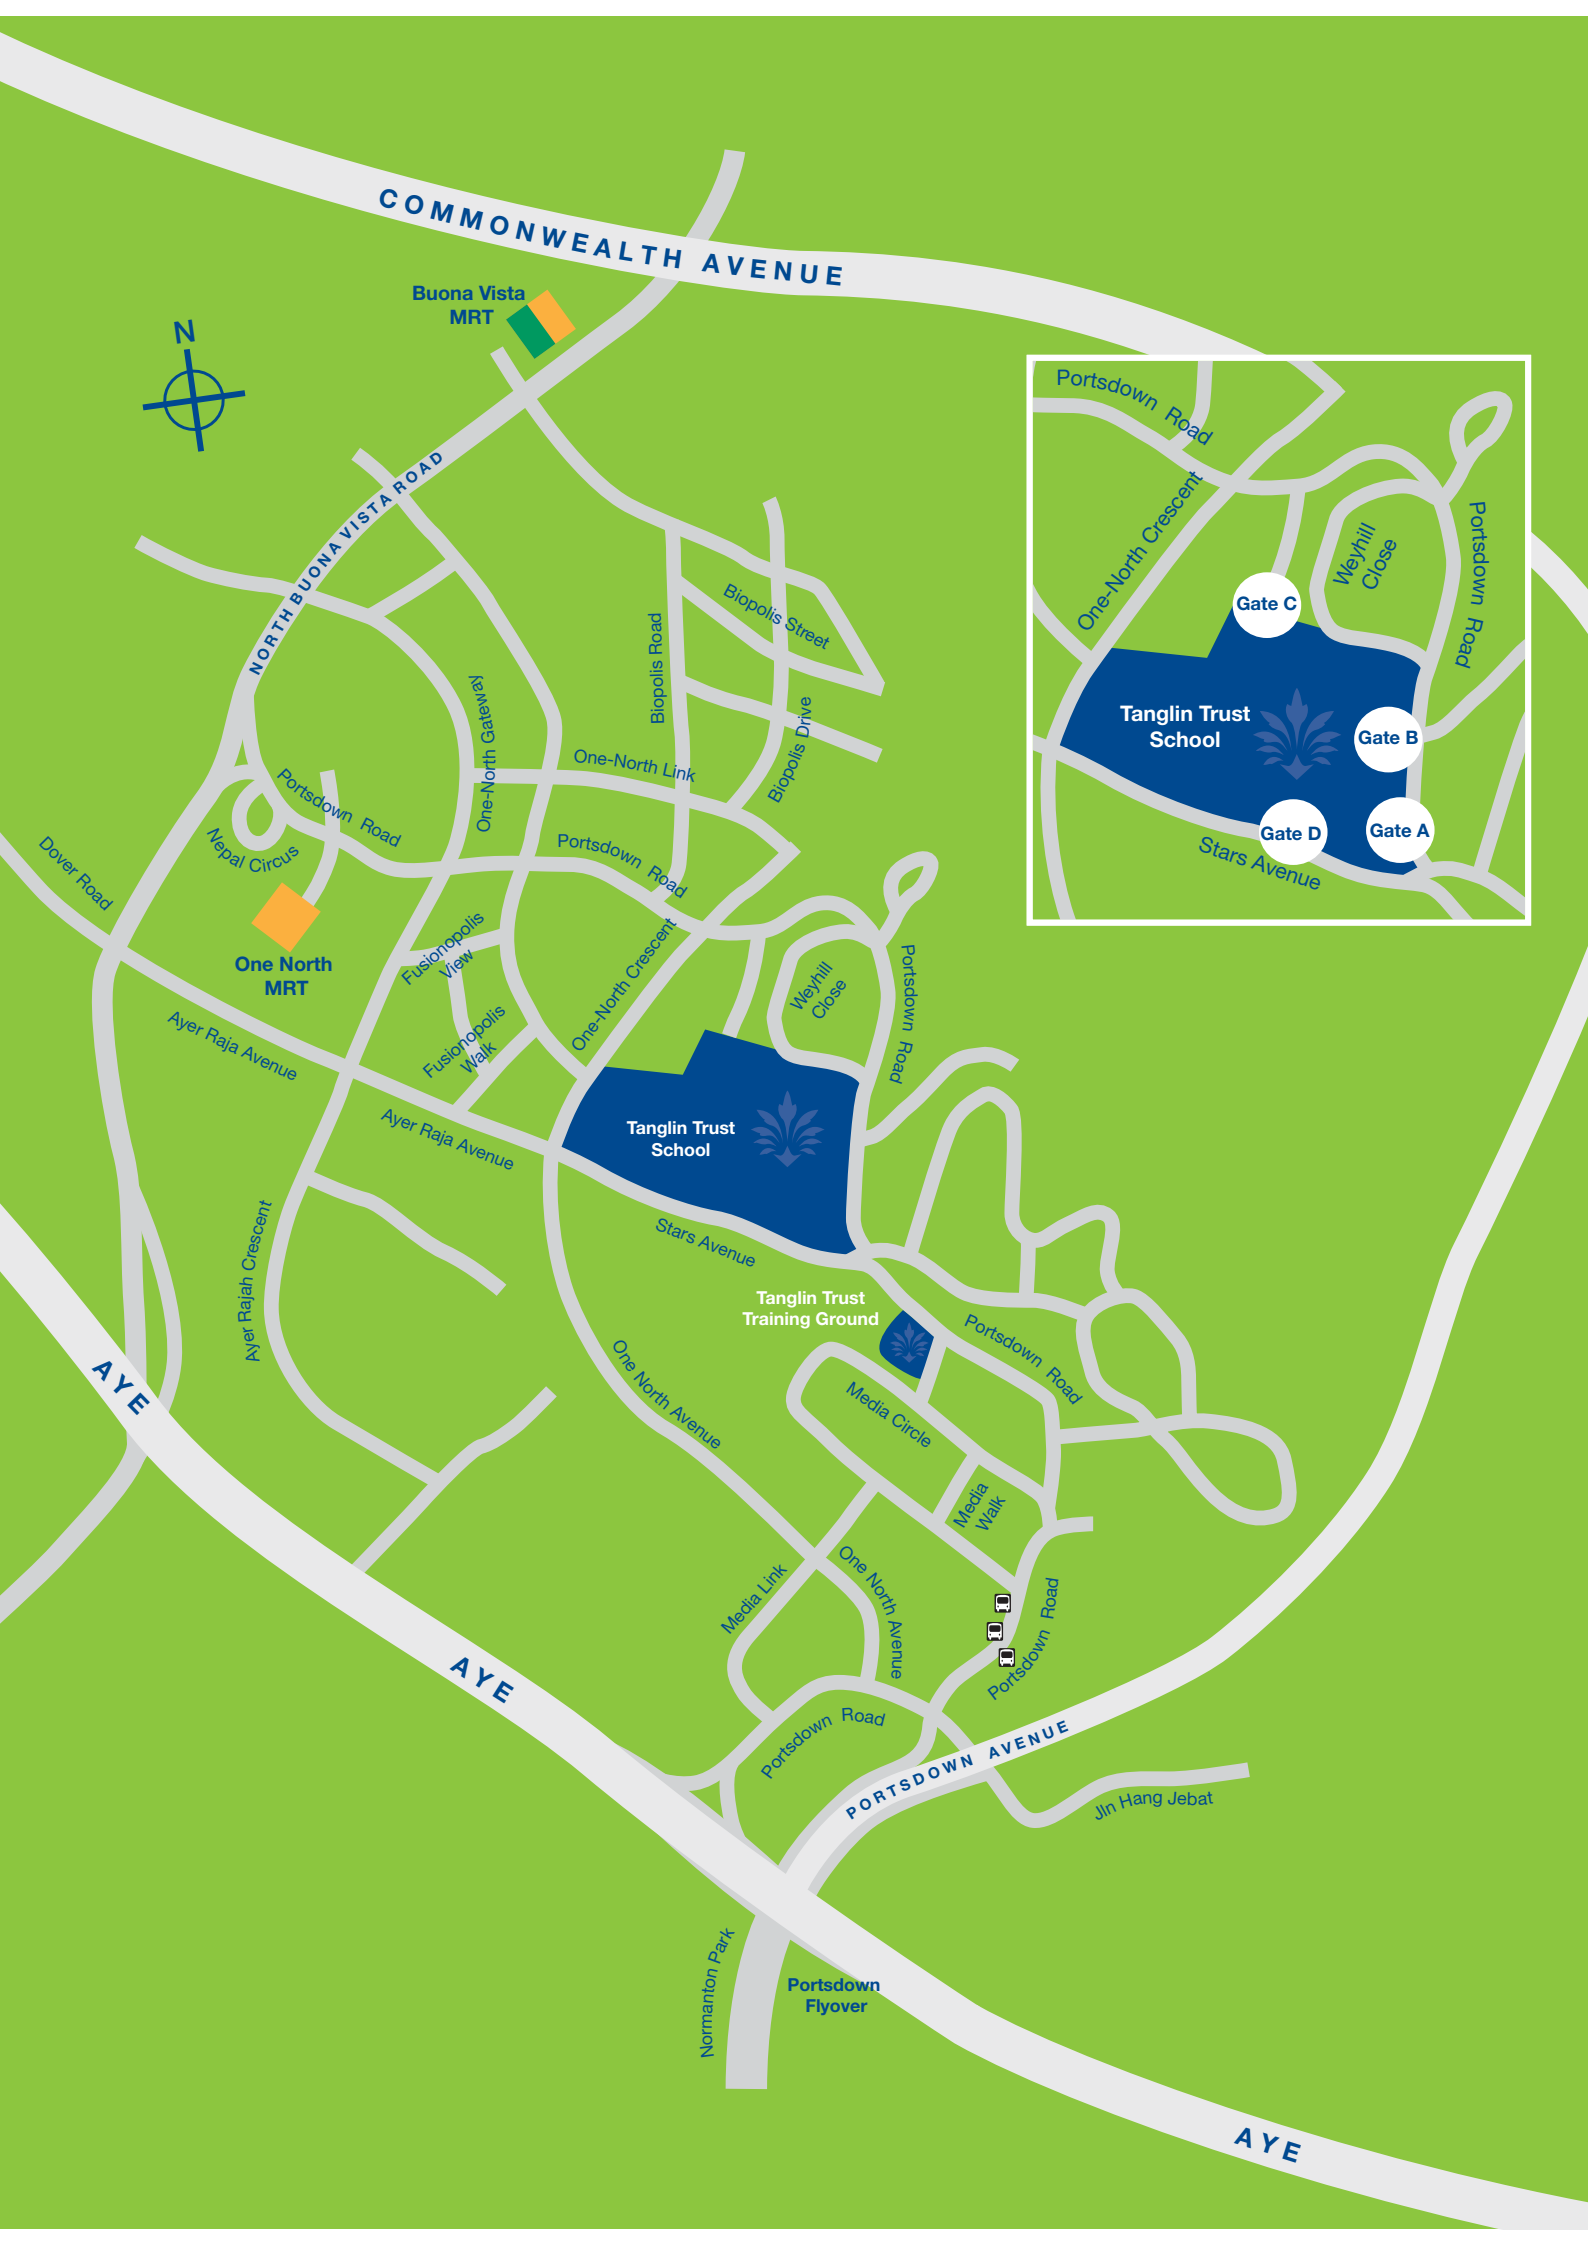 COMMONWEALTH AVENUE
Buona Vista
MRT
N
NORTH BUONA VISTA ROAD
Portsdown Road
One-North Crescent
Weyhill
Close
Portsdown Road
Gate C
Tanglin Trust
School
Gate B
Gate D
Gate A
Stars Avenue
Biopolis Street
Biopolis Road
Biopolis Drive
One-North Gateway
One-North Link
Portsdown Road
Nepal Circus
Dover Road
Portsdown Road
One North
MRT
Fusionopolis
View
Fusionopolis
Walk
One-North Crescent
Weyhill
Close
Portsdown Road
Ayer Raja Avenue
Ayer Raja Avenue
Tanglin Trust
School
Stars Avenue
Ayer Rajah Crescent
Tanglin Trust
Training Ground
Portsdown Road
One North Avenue
Media Circle
AYE
Media
Walk
Media Link
One North Avenue
Portsdown Road
AYE
Portsdown Road
PORTSDOWN AVENUE
Jln Hang Jebat
Normanton Park
Portsdown
Flyover
AYE